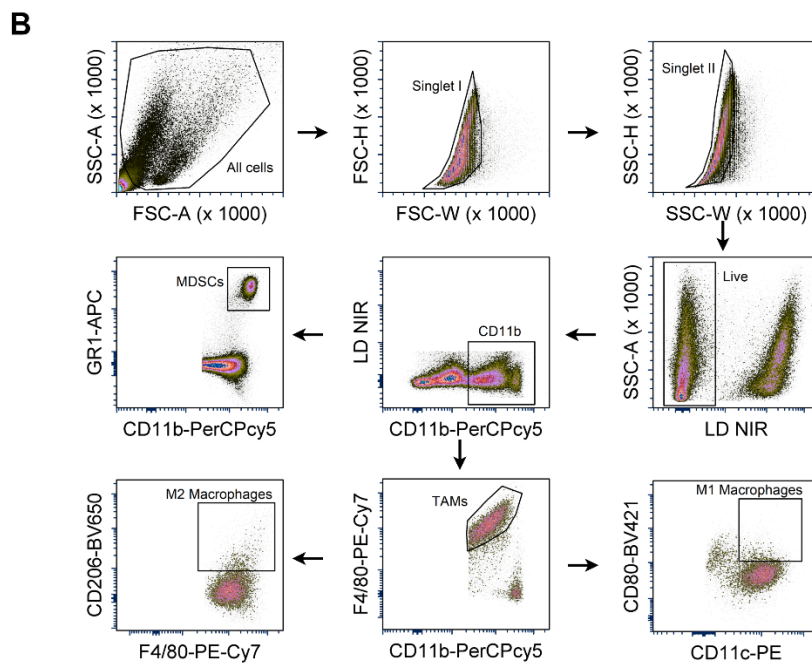 B
SSC-A (x 1000)
All cells
FSC-A (x 1000)
FSC-H (x 1000)
Singlet I
FSC-W (x 1000)
SSC-H (x 1000)
Singlet II
SSC-W (x 1000)
GR1-APC
MDSCs
CD11b-PerCPcy5
LD NIR
CD11b
CD11b-PerCPcy5
SSC-A (x 1000)
Live
LD NIR
CD206-BV650
M2 Macrophages
F4/80-PE-Cy7
F4/80-PE-Cy7
TAMs
CD11b-PerCPcy5
CD80-BV421
M1 Macrophages
CD11c-PE